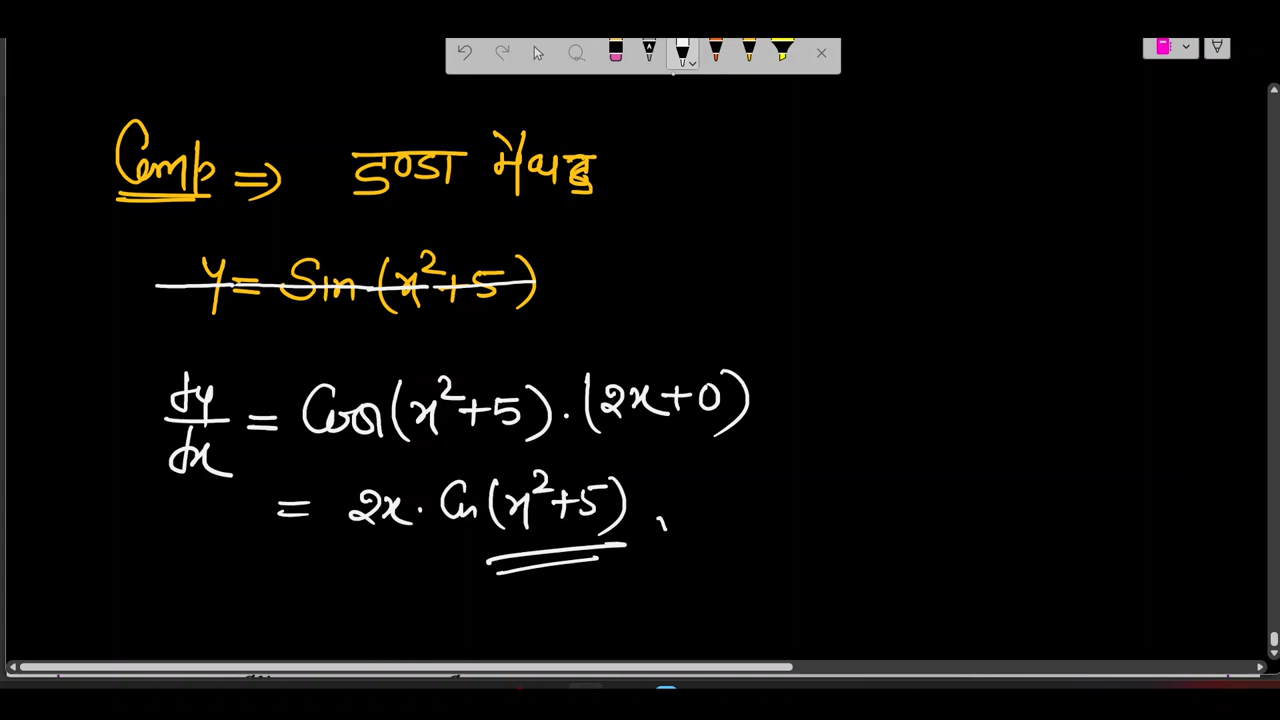 Comp ⇒ डण्डा मेथड
y = Sin (x²+5)
dy/dx = Cos(x²+5)·(2x+0)
= 2x· Cos(x²+5)